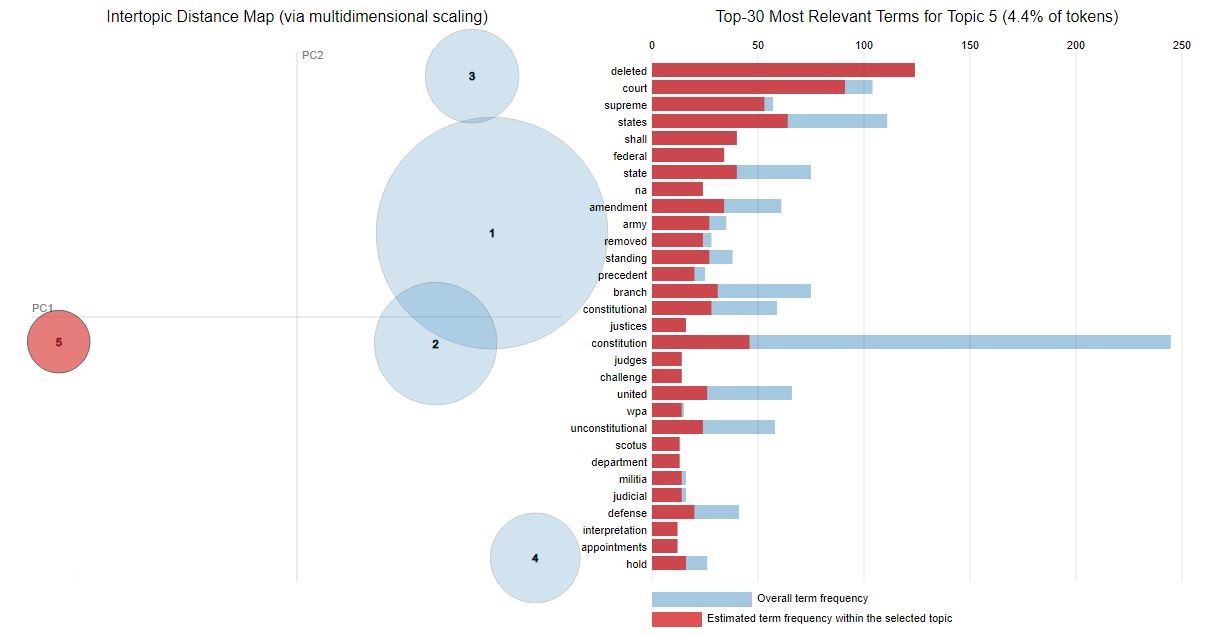 Intertopic Distance Map (via multidimensional scaling)
PC2
PC1
3
1
2
5
4
Top-30 Most Relevant Terms for Topic 5 (4.4% of tokens)
0 50 100 150 200 250
deleted
court
supreme
states
shall
federal
state
na
amendment
army
removed
standing
precedent
branch
constitutional
justices
constitution
judges
challenge
united
wpa
unconstitutional
scotus
department
militia
judicial
defense
interpretation
appointments
hold
Overall term frequency
Estimated term frequency within the selected topic